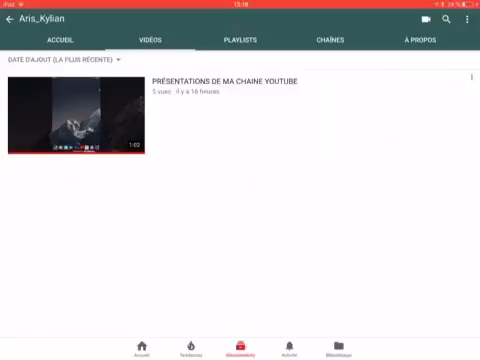 iPad
13:18
Aris_Kylian
ACCUEIL
VIDÉOS
PLAYLISTS
CHAÎNES
À PROPOS
DATE D'AJOUT (LA PLUS RÉCENTE)
PRÉSENTATIONS DE MA CHAINE YOUTUBE
5 vues il y a 16 heures
1:02
Accueil
Tendances
Abonnements
Activité
Bibliothèque